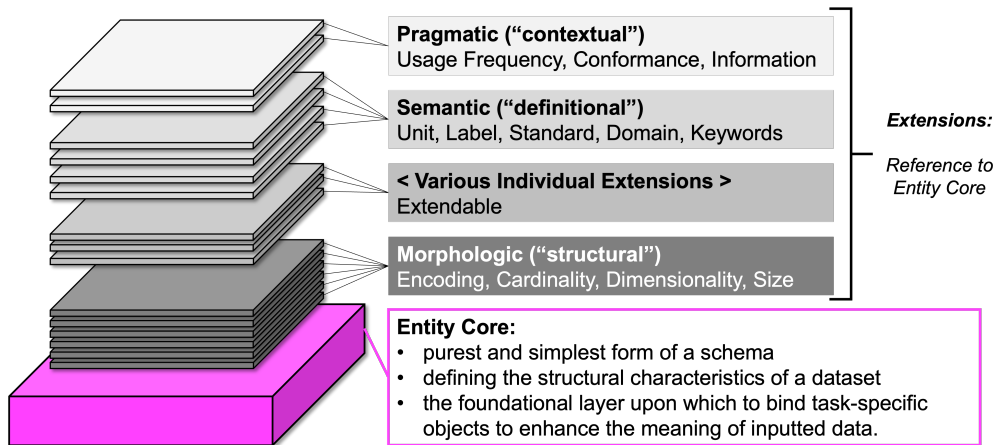 Pragmatic (“contextual”)
Usage Frequency, Conformance, Information
Semantic (“definitional”)
Unit, Label, Standard, Domain, Keywords
< Various Individual Extensions >
Extendable
Morphologic (“structural”)
Encoding, Cardinality, Dimensionality, Size
Extensions:
Reference to
Entity Core
Entity Core:
• purest and simplest form of a schema
• defining the structural characteristics of a dataset
• the foundational layer upon which to bind task-specific
objects to enhance the meaning of inputted data.